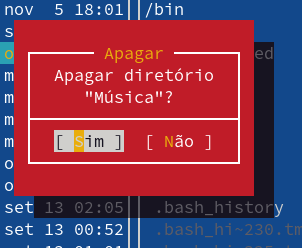 nov  5 18:01 /bin
s
o Apagar ed
m Apagar diretório
m "Música"?
m
m [ Sim ] [ Não ]
o
o
set 13 02:05 .bash_history
set 13 00:52 .bash_hi~230.tm